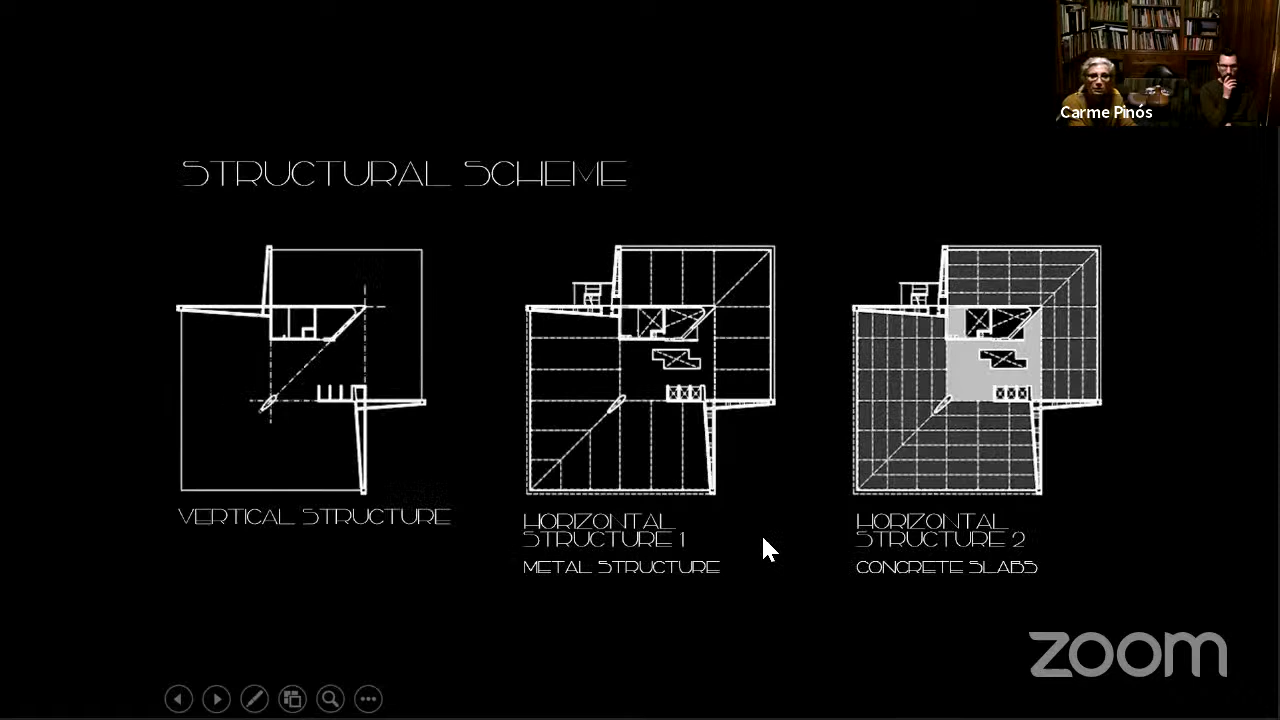 Carme Pinós
STRUCTURAL SCHEME
VERTICAL STRUCTURE
HORIZONTAL
STRUCTURE 1
METAL STRUCTURE
HORIZONTAL
STRUCTURE 2
CONCRETE SLABS
zoom